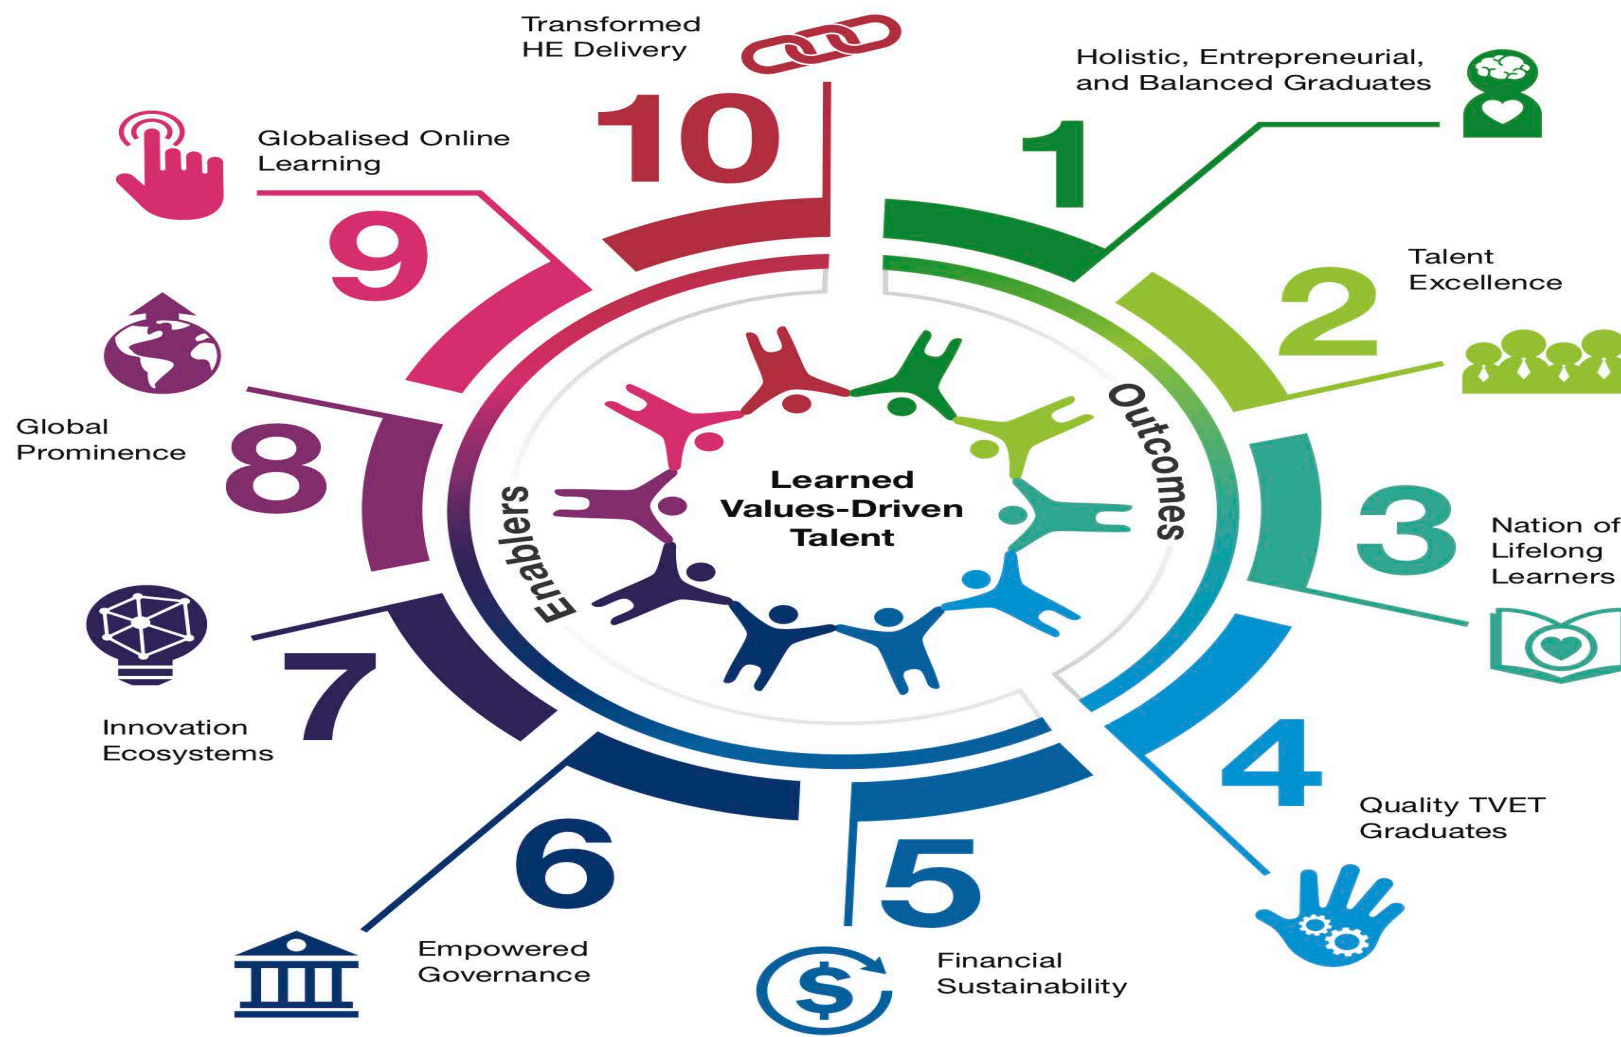 Transformed
HE Delivery
10
Holistic, Entrepreneurial,
and Balanced Graduates
1
Talent
Excellence
2
Nation of
Lifelong
Learners
3
Quality TVET
Graduates
4
Financial
Sustainability
5
$
Empowered
Governance
6
Innovation
Ecosystems
7
Global
Prominence
8
Globalised Online
Learning
9
Outcomes
Enablers
Learned
Values-Driven
Talent